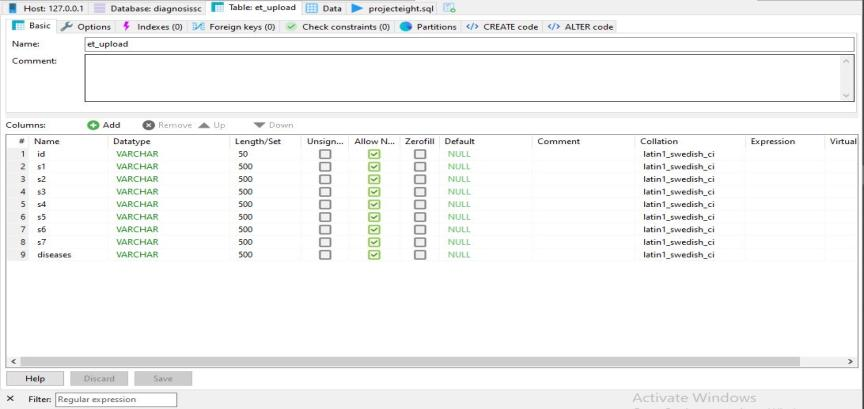 Host: 127.0.0.1 Database: diagnosissc Table: et_upload Data projecteight.sql
Basic Options Indexes (0) Foreign keys (0) Check constraints (0) Partitions </> CREATE code </> ALTER code
Name: et_upload
Comment:
Columns: Add Remove Up Down
# Name Datatype Length/Set Unsign... Allow N... Zerofill Default Comment Collation Expression Virtual
1 id VARCHAR 50 NULL latin1_swedish_ci
2 s1 VARCHAR 500 NULL latin1_swedish_ci
3 s2 VARCHAR 500 NULL latin1_swedish_ci
4 s3 VARCHAR 500 NULL latin1_swedish_ci
5 s4 VARCHAR 500 NULL latin1_swedish_ci
6 s5 VARCHAR 500 NULL latin1_swedish_ci
7 s6 VARCHAR 500 NULL latin1_swedish_ci
8 s7 VARCHAR 500 NULL latin1_swedish_ci
9 diseases VARCHAR 500 NULL latin1_swedish_ci
Help Discard Save
Filter: Regular expression
Activate Windows